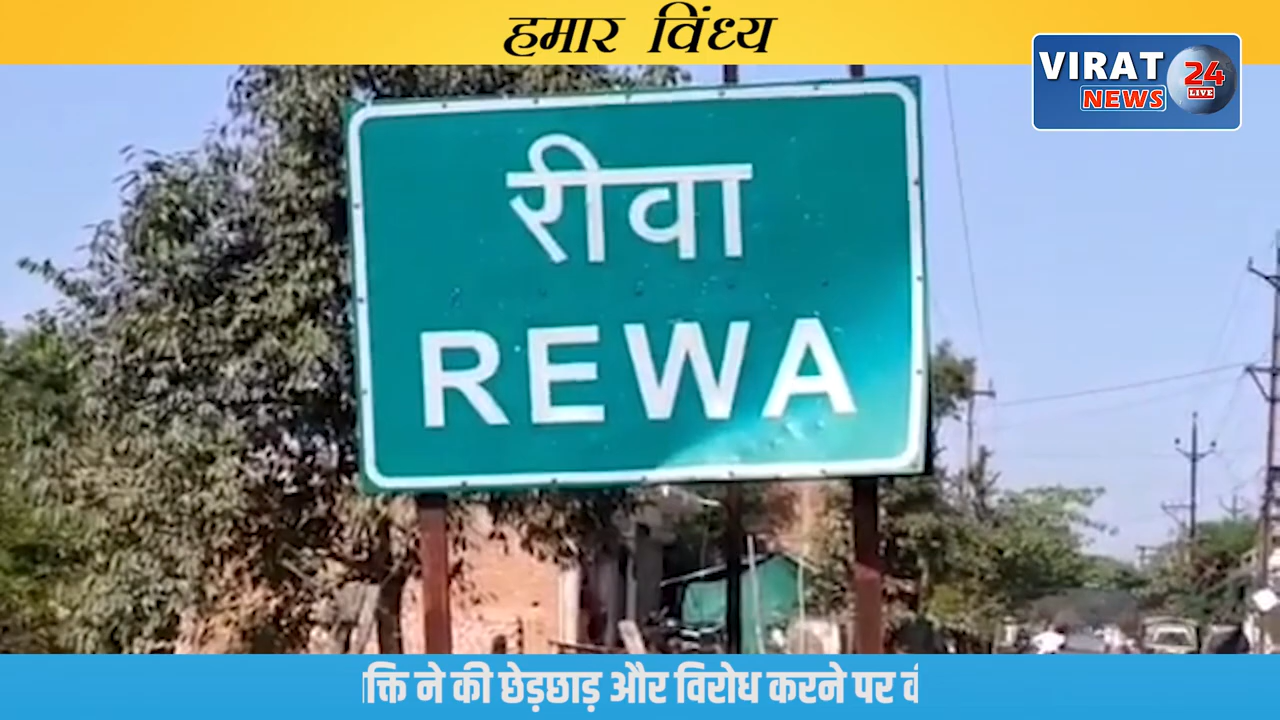 हमार विंध्य
VIRAT
24
NEWS
LIVE
रीवा
REWA
ने की छेड़छाड़ और विरोध करने पर